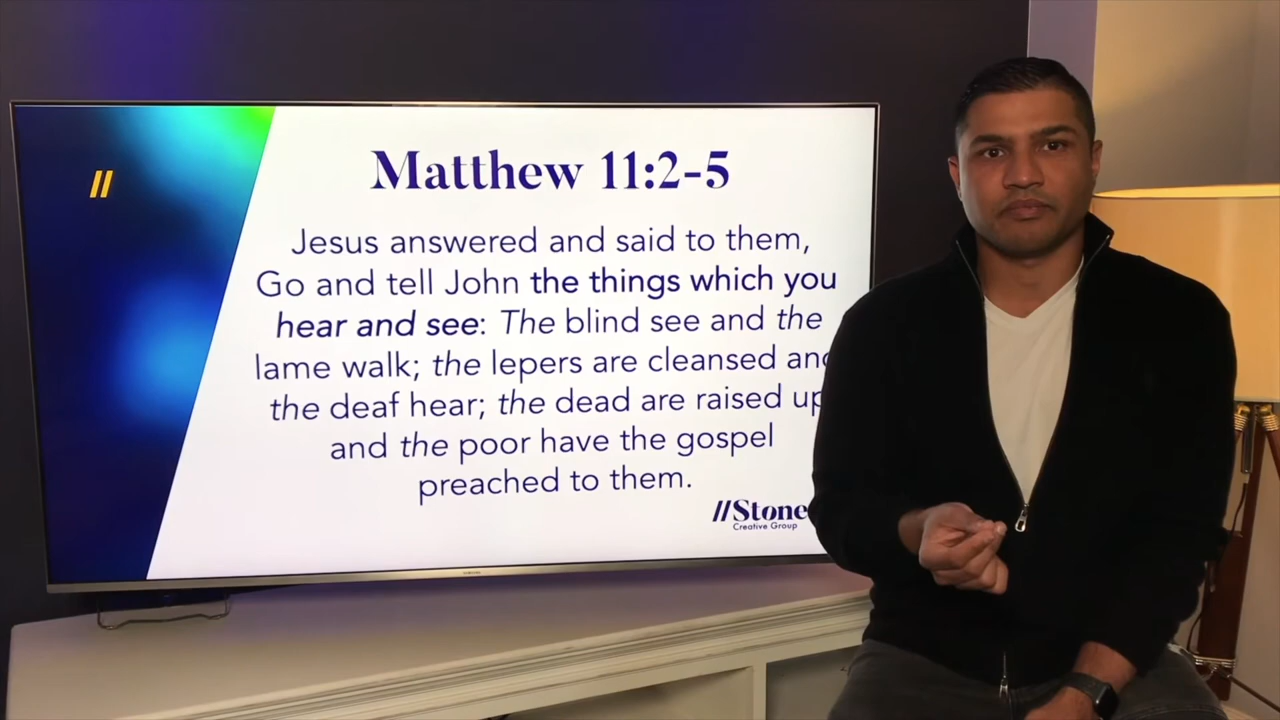 //
Matthew 11:2-5
Jesus answered and said to them,
Go and tell John the things which you
hear and see: The blind see and the
lame walk; the lepers are cleansed and
the deaf hear; the dead are raised up
and the poor have the gospel
preached to them.
//Stone
Creative Group